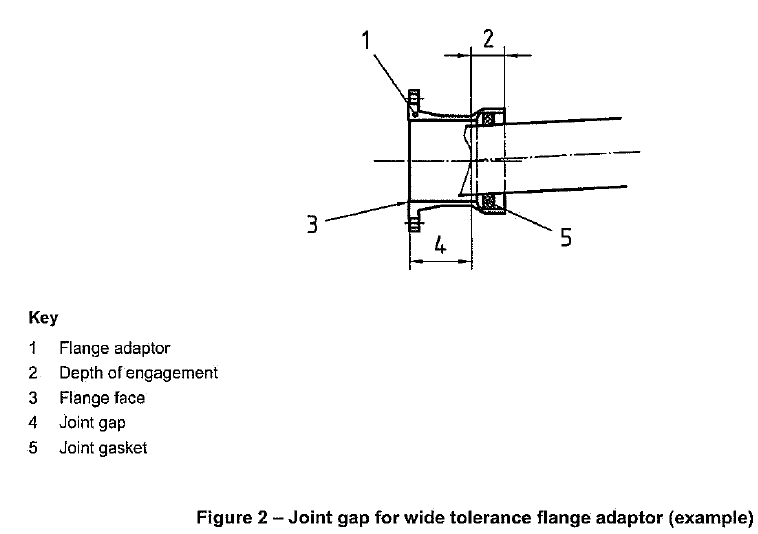 1
2
3
4
5
Key
1 Flange adaptor
2 Depth of engagement
3 Flange face
4 Joint gap
5 Joint gasket
Figure 2 – Joint gap for wide tolerance flange adaptor (example)